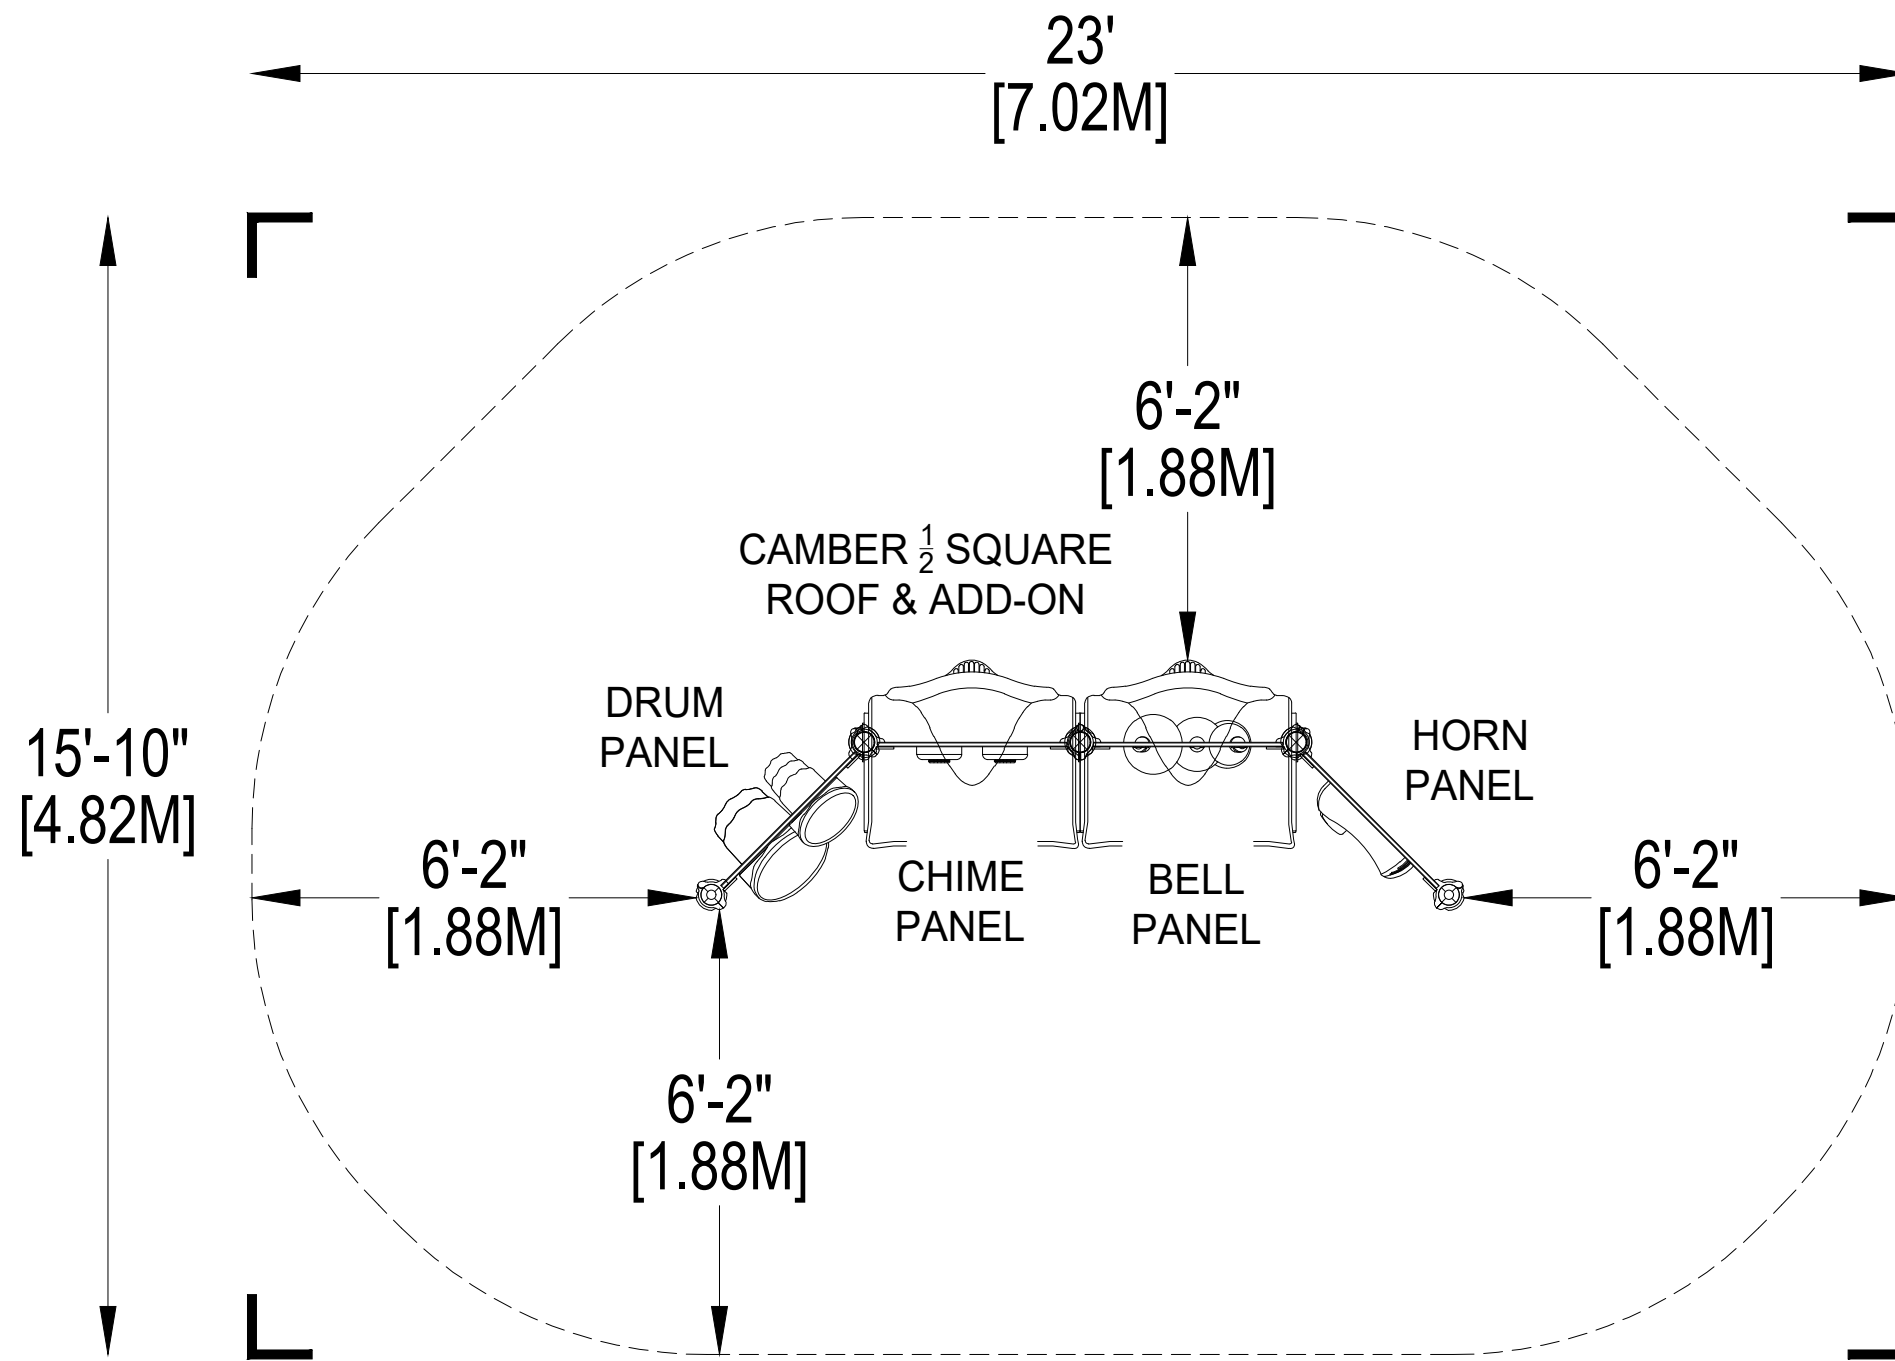 23'
[7.02M]
6'-2"
[1.88M]
CAMBER 1/2 SQUARE
ROOF & ADD-ON
DRUM
PANEL
HORN
PANEL
15'-10"
[4.82M]
6'-2"
[1.88M]
CHIME
PANEL
BELL
PANEL
6'-2"
[1.88M]
6'-2"
[1.88M]